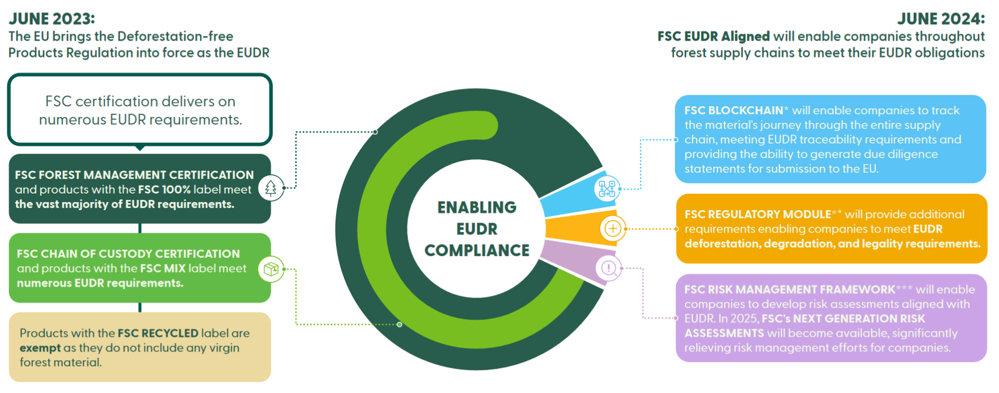 JUNE 2023:
The EU brings the Deforestation-free
Products Regulation into force as the EUDR
FSC certification delivers on
numerous EUDR requirements.
FSC FOREST MANAGEMENT CERTIFICATION
and products with the FSC 100% label meet
the vast majority of EUDR requirements.
FSC CHAIN OF CUSTODY CERTIFICATION
and products with the FSC MIX label meet
numerous EUDR requirements.
Products with the FSC RECYCLED label are
exempt as they do not include any virgin
forest material.
ENABLING
EUDR
COMPLIANCE
JUNE 2024:
FSC EUDR Aligned will enable companies throughout
forest supply chains to meet their EUDR obligations
FSC BLOCKCHAIN* will enable companies to track
the material's journey through the entire supply
chain, meeting EUDR traceability requirements and
providing the ability to generate due diligence
statements for submission to the EU.
FSC REGULATORY MODULE** will provide additional
requirements enabling companies to meet EUDR
deforestation, degradation, and legality requirements.
FSC RISK MANAGEMENT FRAMEWORK*** will enable
companies to develop risk assessments aligned with
EUDR. In 2025, FSC's NEXT GENERATION RISK
ASSESSMENTS will become available, significantly
relieving risk management efforts for companies.